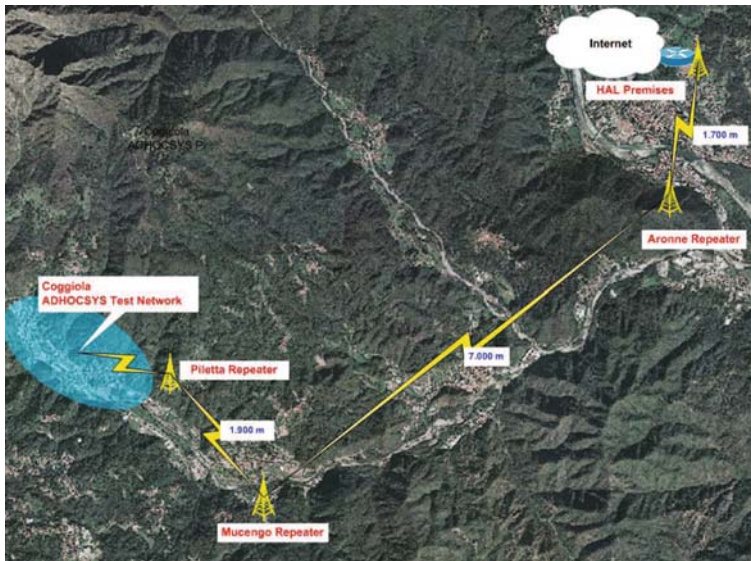 Internet
HAL Premises
1.700 m
Coggiola
ADHOCSYS P
Aronne Repeater
Coggiola
ADHOCSYS Test Network
7.000 m
Piletta Repeater
1.900 m
Mucengo Repeater